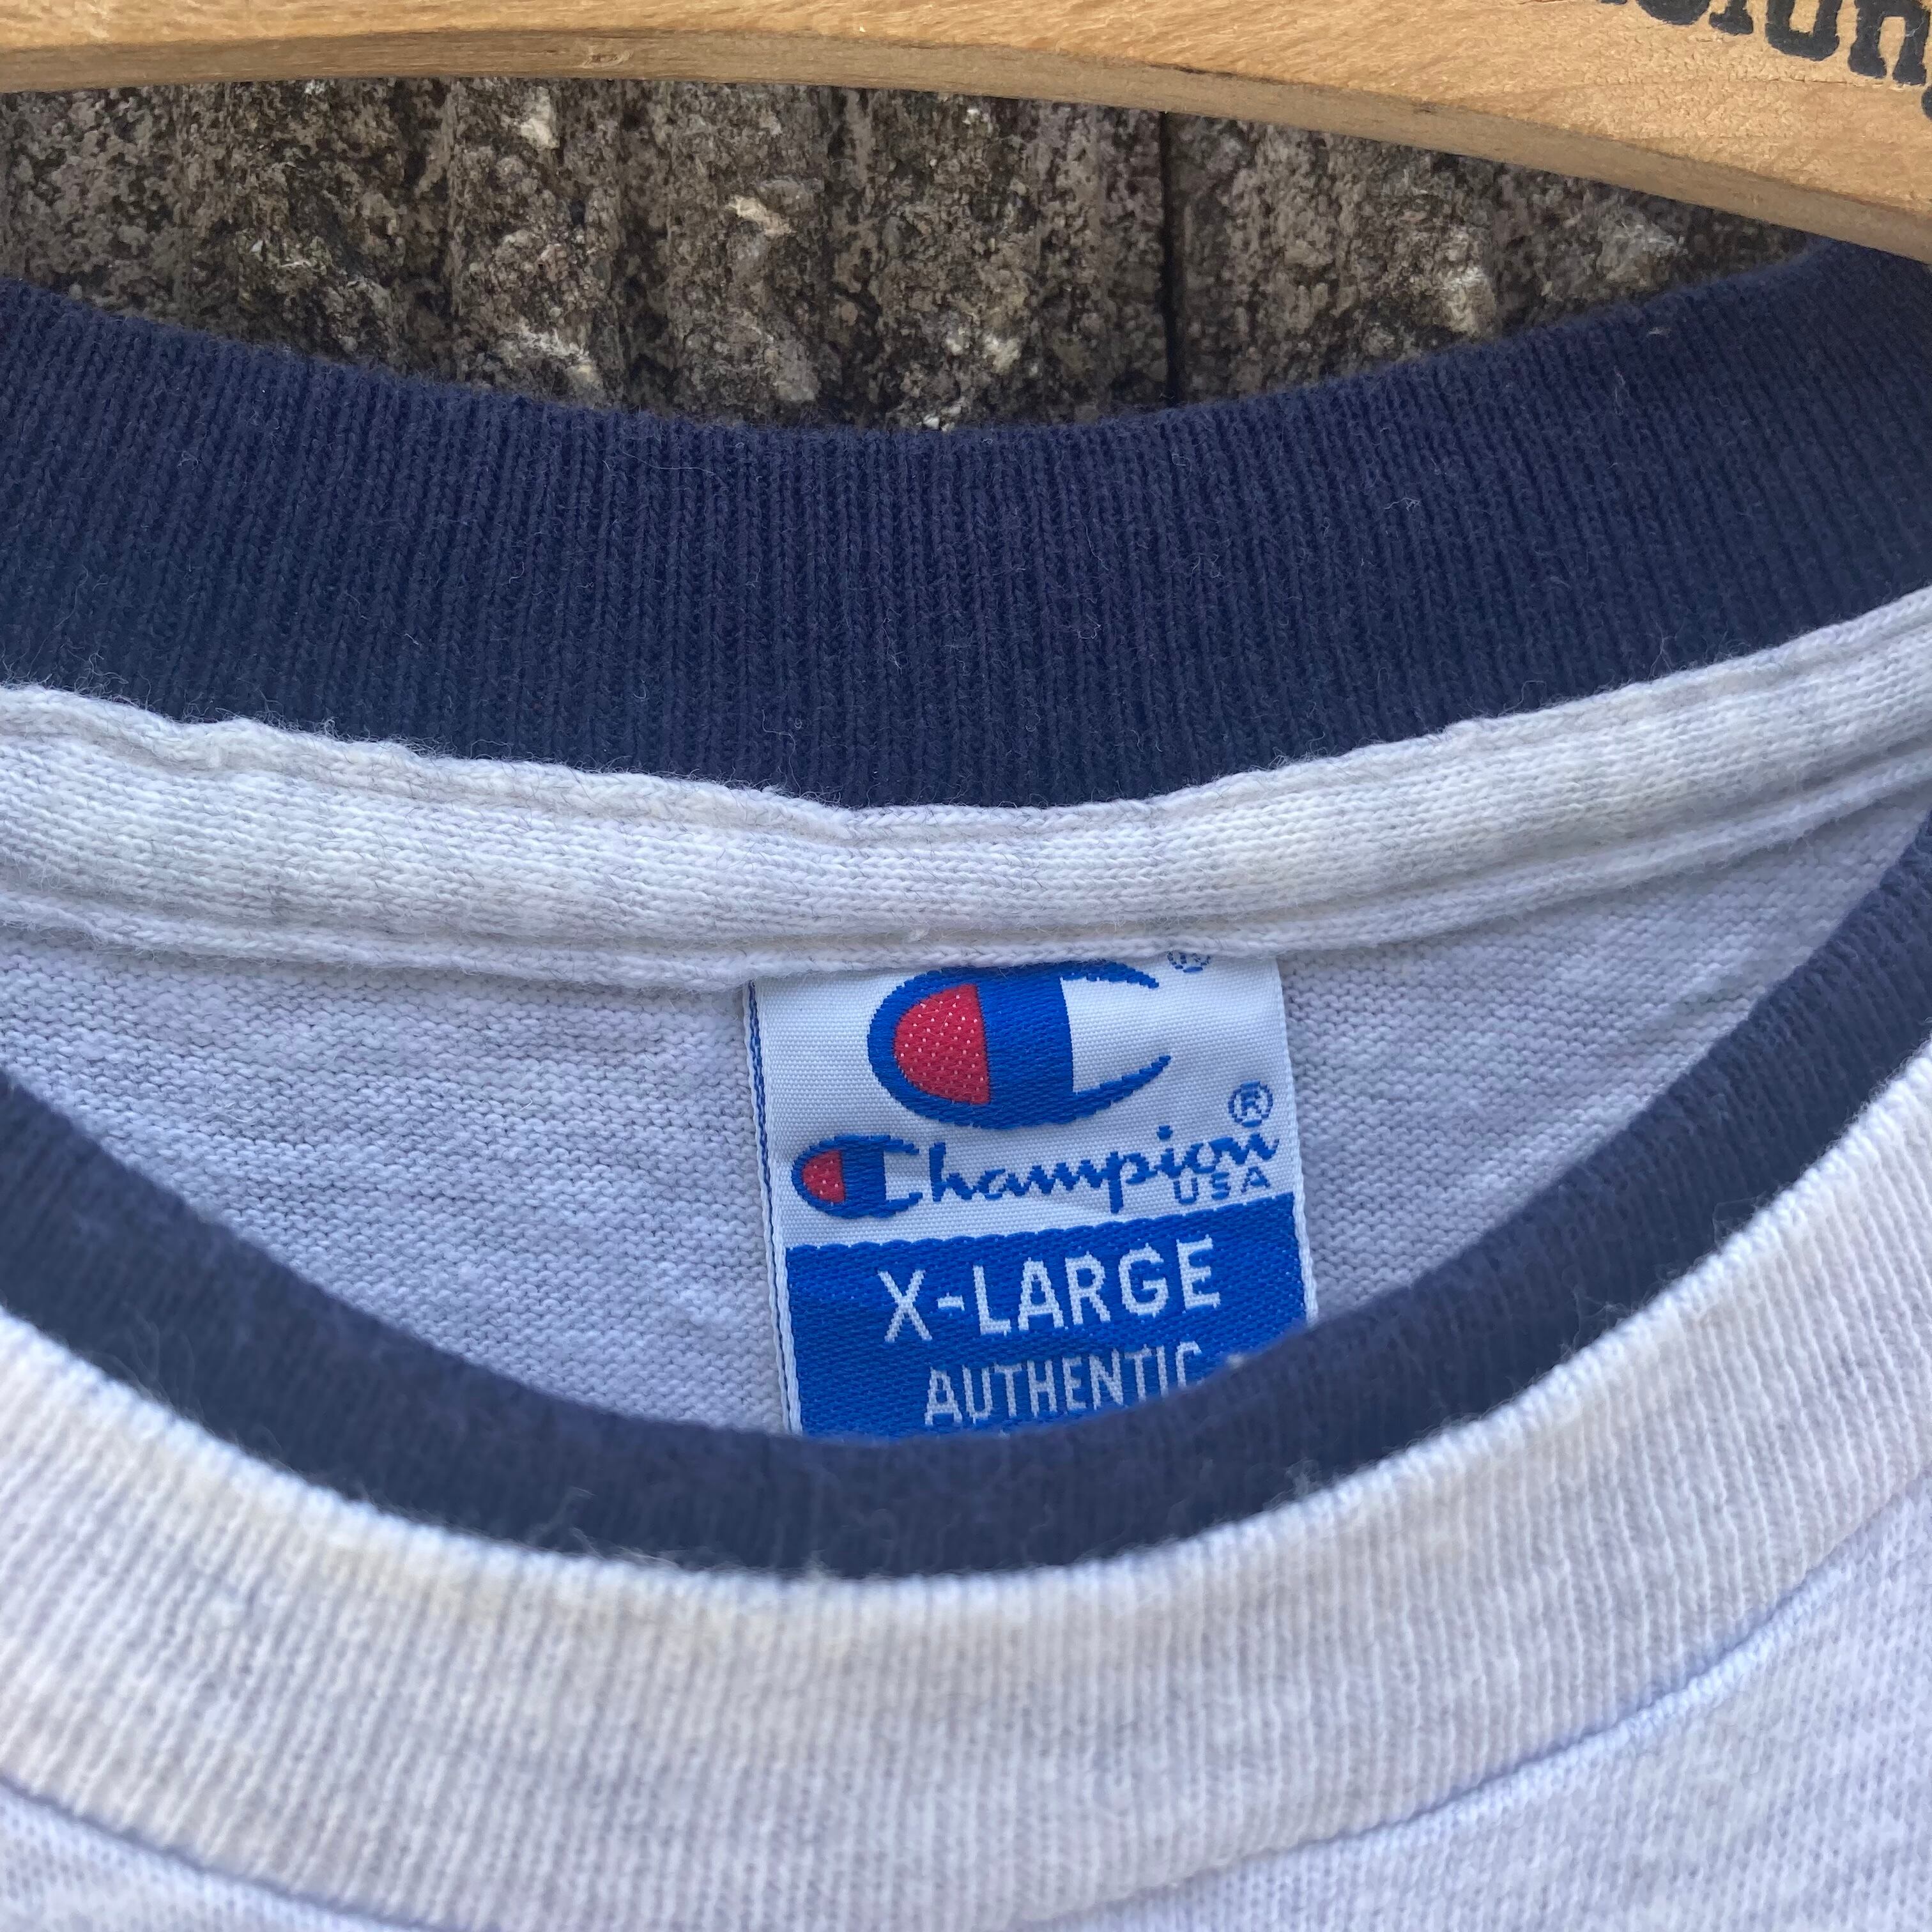 ®
Champion®
USA
X-LARGE
AUTHENTIC